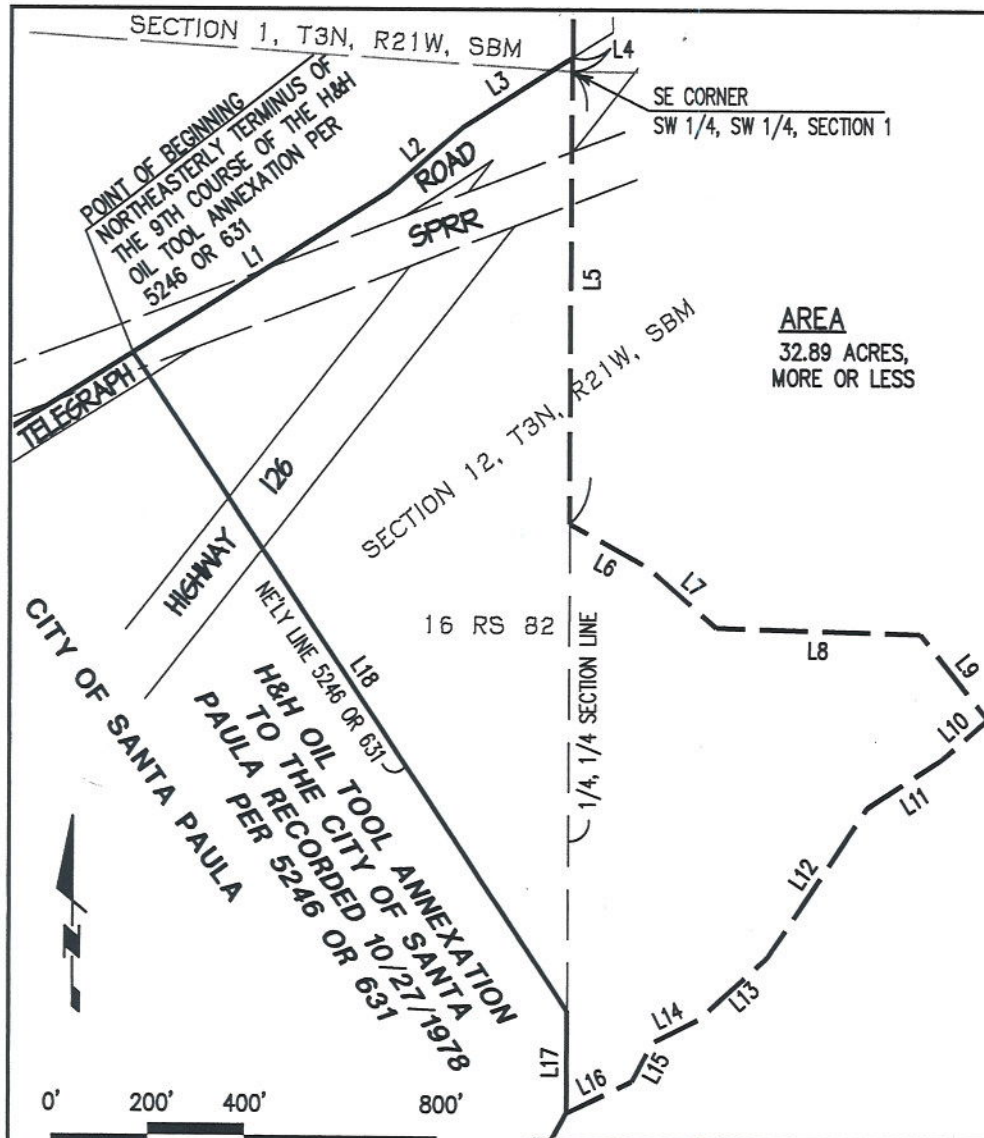 SECTION 1, T3N, R21W, SBM
L4
L3
SE CORNER
SW 1/4, SW 1/4, SECTION 1
POINT OF BEGINNING
NORTHEASTERLY TERMINUS OF
THE 9TH COURSE OF THE H&H
OIL TOOL ANNEXATION PER
5246 OR 631
L2
ROAD
SPRR
L1
L5
AREA
32.89 ACRES,
MORE OR LESS
TELEGRAPH
SECTION 12, T3N, R21W, SBM
HIGHWAY 126
L6
L7
L8
L9
L10
L11
L12
L13
L14
L15
L16
L17
L18
16 RS 82
1/4, 1/4 SECTION LINE
NE'LY LINE 5246 OR 631
CITY OF SANTA PAULA
H&H OIL TOOL ANNEXATION
TO THE CITY OF SANTA
PAULA RECORDED 10/27/1978
PER 5246 OR 631
N
0' 200' 400' 800'